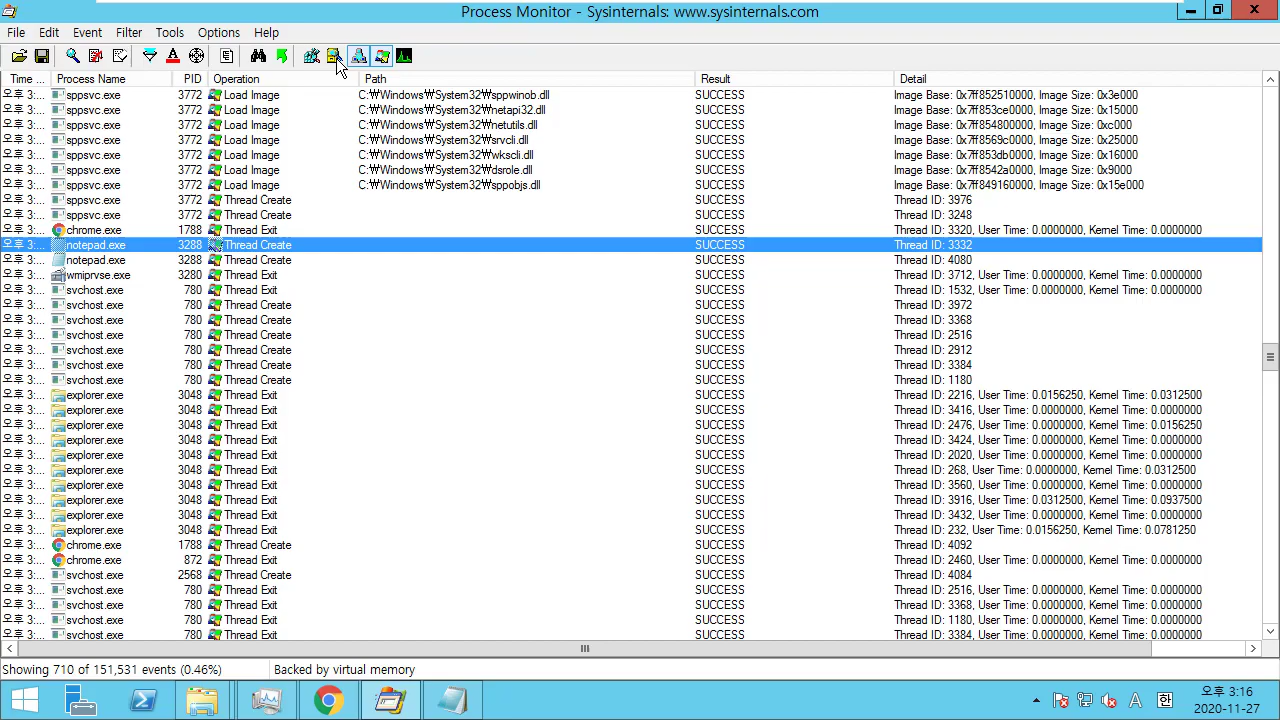 Process Monitor - Sysinternals: www.sysinternals.com
File Edit Event Filter Tools Options Help
Time ... Process Name PID Operation Path Result Detail
오후 3:... sppsvc.exe 3772 Load Image C:₩Windows₩System32₩sppwinob.dll SUCCESS Image Base: 0x7ff852510000, Image Size: 0x3e000
오후 3:... sppsvc.exe 3772 Load Image C:₩Windows₩System32₩netapi32.dll SUCCESS Image Base: 0x7ff853ce0000, Image Size: 0x15000
오후 3:... sppsvc.exe 3772 Load Image C:₩Windows₩System32₩netutils.dll SUCCESS Image Base: 0x7ff854800000, Image Size: 0xc000
오후 3:... sppsvc.exe 3772 Load Image C:₩Windows₩System32₩srvcli.dll SUCCESS Image Base: 0x7ff8569c0000, Image Size: 0x25000
오후 3:... sppsvc.exe 3772 Load Image C:₩Windows₩System32₩wkscli.dll SUCCESS Image Base: 0x7ff853db0000, Image Size: 0x16000
오후 3:... sppsvc.exe 3772 Load Image C:₩Windows₩System32₩dsrole.dll SUCCESS Image Base: 0x7ff8542a0000, Image Size: 0x9000
오후 3:... sppsvc.exe 3772 Load Image C:₩Windows₩System32₩sppobjs.dll SUCCESS Image Base: 0x7ff849160000, Image Size: 0x15e000
오후 3:... sppsvc.exe 3772 Thread Create SUCCESS Thread ID: 3976
오후 3:... sppsvc.exe 3772 Thread Create SUCCESS Thread ID: 3248
오후 3:... chrome.exe 1788 Thread Exit SUCCESS Thread ID: 3320, User Time: 0.0000000, Kernel Time: 0.0000000
오후 3:... notepad.exe 3288 Thread Create SUCCESS Thread ID: 3332
오후 3:... notepad.exe 3288 Thread Create SUCCESS Thread ID: 4080
오후 3:... wmiprvse.exe 3280 Thread Exit SUCCESS Thread ID: 3712, User Time: 0.0000000, Kernel Time: 0.0000000
오후 3:... svchost.exe 780 Thread Exit SUCCESS Thread ID: 1532, User Time: 0.0000000, Kernel Time: 0.0000000
오후 3:... svchost.exe 780 Thread Create SUCCESS Thread ID: 3972
오후 3:... svchost.exe 780 Thread Create SUCCESS Thread ID: 3368
오후 3:... svchost.exe 780 Thread Create SUCCESS Thread ID: 2516
오후 3:... svchost.exe 780 Thread Create SUCCESS Thread ID: 2912
오후 3:... svchost.exe 780 Thread Create SUCCESS Thread ID: 3384
오후 3:... svchost.exe 780 Thread Create SUCCESS Thread ID: 1180
오후 3:... explorer.exe 3048 Thread Exit SUCCESS Thread ID: 2216, User Time: 0.0156250, Kernel Time: 0.0312500
오후 3:... explorer.exe 3048 Thread Exit SUCCESS Thread ID: 3416, User Time: 0.0000000, Kernel Time: 0.0000000
오후 3:... explorer.exe 3048 Thread Exit SUCCESS Thread ID: 2476, User Time: 0.0000000, Kernel Time: 0.0156250
오후 3:... explorer.exe 3048 Thread Exit SUCCESS Thread ID: 3424, User Time: 0.0000000, Kernel Time: 0.0000000
오후 3:... explorer.exe 3048 Thread Exit SUCCESS Thread ID: 2020, User Time: 0.0000000, Kernel Time: 0.0000000
오후 3:... explorer.exe 3048 Thread Exit SUCCESS Thread ID: 268, User Time: 0.0000000, Kernel Time: 0.0312500
오후 3:... explorer.exe 3048 Thread Exit SUCCESS Thread ID: 3560, User Time: 0.0000000, Kernel Time: 0.0000000
오후 3:... explorer.exe 3048 Thread Exit SUCCESS Thread ID: 3916, User Time: 0.0312500, Kernel Time: 0.0937500
오후 3:... explorer.exe 3048 Thread Exit SUCCESS Thread ID: 3432, User Time: 0.0000000, Kernel Time: 0.0000000
오후 3:... explorer.exe 3048 Thread Exit SUCCESS Thread ID: 232, User Time: 0.0156250, Kernel Time: 0.0781250
오후 3:... chrome.exe 1788 Thread Create SUCCESS Thread ID: 4092
오후 3:... chrome.exe 872 Thread Exit SUCCESS Thread ID: 2460, User Time: 0.0000000, Kernel Time: 0.0000000
오후 3:... svchost.exe 2568 Thread Create SUCCESS Thread ID: 4084
오후 3:... svchost.exe 780 Thread Exit SUCCESS Thread ID: 2516, User Time: 0.0000000, Kernel Time: 0.0000000
오후 3:... svchost.exe 780 Thread Exit SUCCESS Thread ID: 3368, User Time: 0.0000000, Kernel Time: 0.0000000
오후 3:... svchost.exe 780 Thread Exit SUCCESS Thread ID: 1180, User Time: 0.0000000, Kernel Time: 0.0000000
오후 3:... svchost.exe 780 Thread Exit SUCCESS Thread ID: 3384, User Time: 0.0000000, Kernel Time: 0.0000000
Showing 710 of 151,531 events (0.46%) Backed by virtual memory
A 한 오후 3:16
2020-11-27